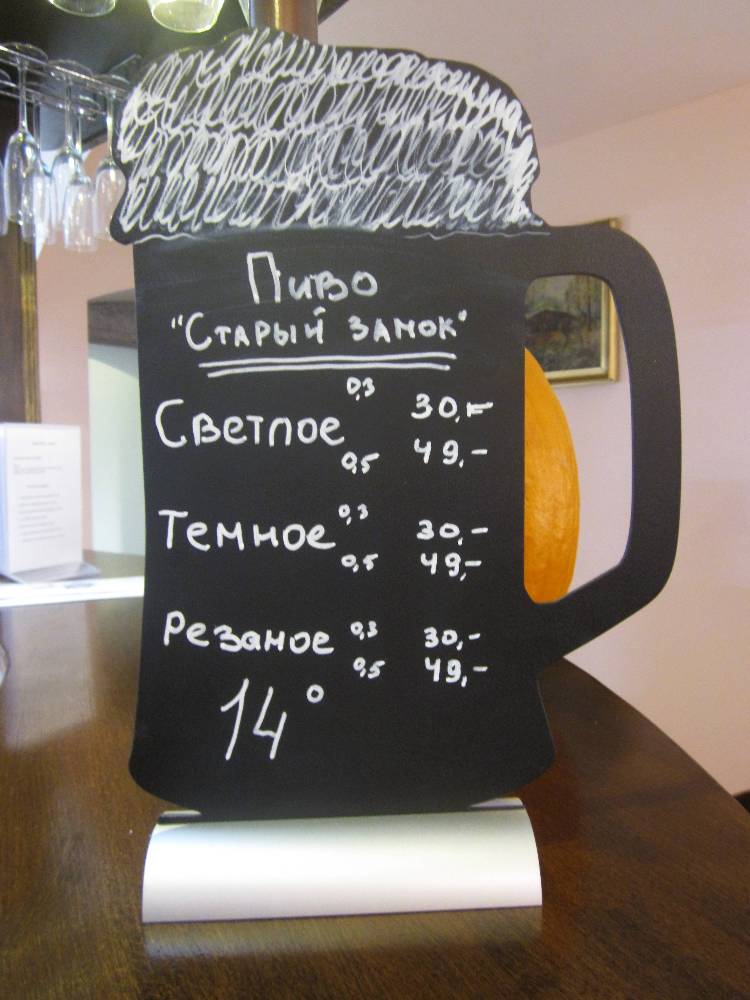 Пиво
"Старый замок"
Светлое 0,3 30,-
0,5 49,-
Темное 0,3 30,-
0,5 49,-
Резаное 0,3 30,-
0,5 49,-
14°